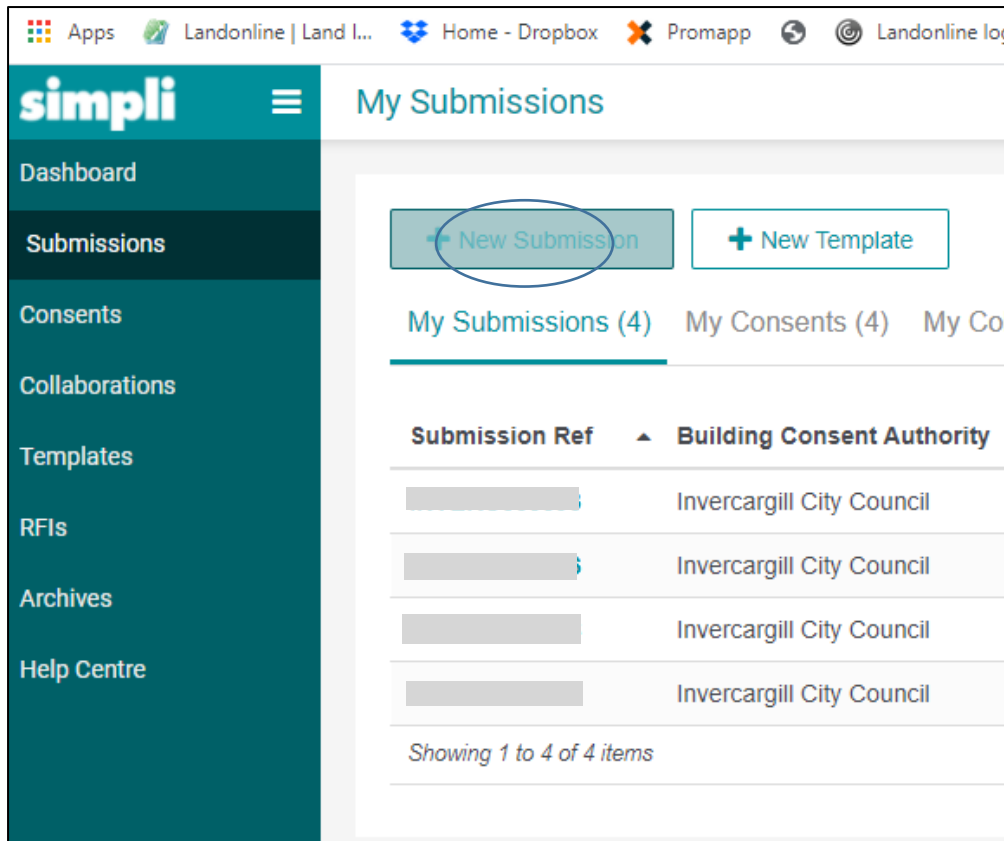 Apps Landonline | Land I... Home - Dropbox Promapp Landonline log
simpli
My Submissions
Dashboard
Submissions
Consents
Collaborations
Templates
RFIs
Archives
Help Centre
New Submission New Template
My Submissions (4) My Consents (4) My Co
Submission Ref Building Consent Authority
Invercargill City Council
Invercargill City Council
Invercargill City Council
Invercargill City Council
Showing 1 to 4 of 4 items